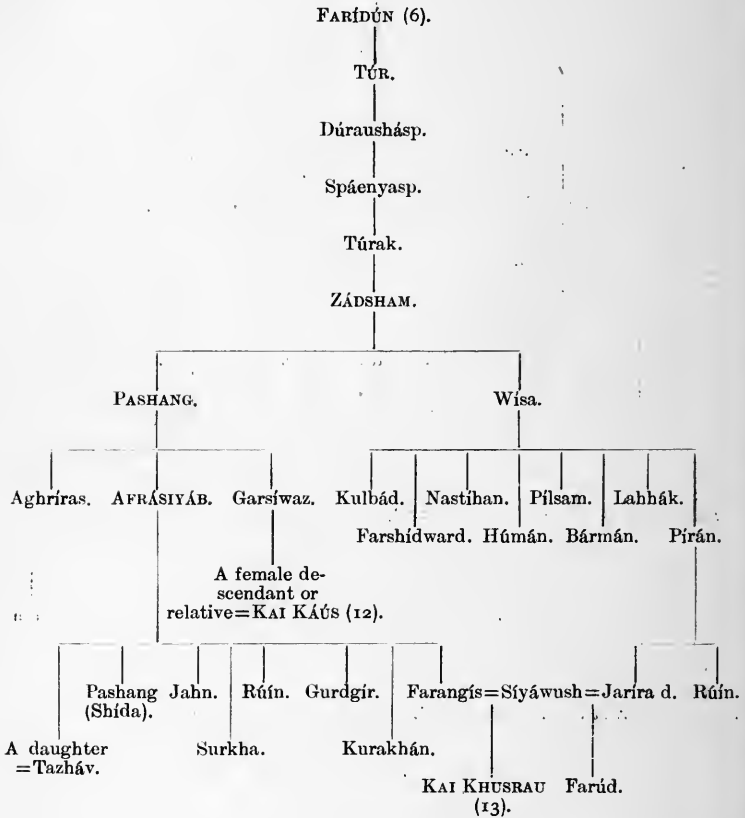 FARÍDÚN (6).
TÚR.
Dúraushásp.
Spáenyasp.
Túrak.
ZÁDSHAM.
PASHANG. Wísa.
Aghríras. AFRÁSIYÁB. Garsíwaz. Kulbád. Nastíhan. Pílsam. Lahhák.
Farshídward. Húmán. Bármán. Pírán.
A female de-
scendant or
relative=KAI KÁÚS (12).
Pashang Jahn. Rúín. Gurdgír. Farangís=Síyáwush=Jaríra d. Rúín.
(Shída).
A daughter Surkha. Kurakhán.
=Tazháv.
KAI KHUSRAU Farúd.
(13).